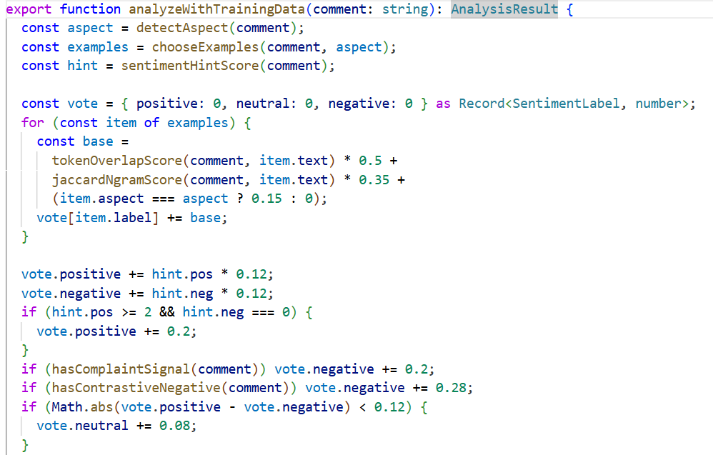 export function analyzeWithTrainingData(comment: string): AnalysisResult {
  const aspect = detectAspect(comment);
  const examples = chooseExamples(comment, aspect);
  const hint = sentimentHintScore(comment);

  const vote = { positive: 0, neutral: 0, negative: 0 } as Record<SentimentLabel, number>;
  for (const item of examples) {
    const base =
      tokenOverlapScore(comment, item.text) * 0.5 +
      jaccardNgramScore(comment, item.text) * 0.35 +
      (item.aspect === aspect ? 0.15 : 0);
    vote[item.label] += base;
  }

  vote.positive += hint.pos * 0.12;
  vote.negative += hint.neg * 0.12;
  if (hint.pos >= 2 && hint.neg === 0) {
    vote.positive += 0.2;
  }
  if (hasComplaintSignal(comment)) vote.negative += 0.2;
  if (hasContrastiveNegative(comment)) vote.negative += 0.28;
  if (Math.abs(vote.positive - vote.negative) < 0.12) {
    vote.neutral += 0.08;
  }